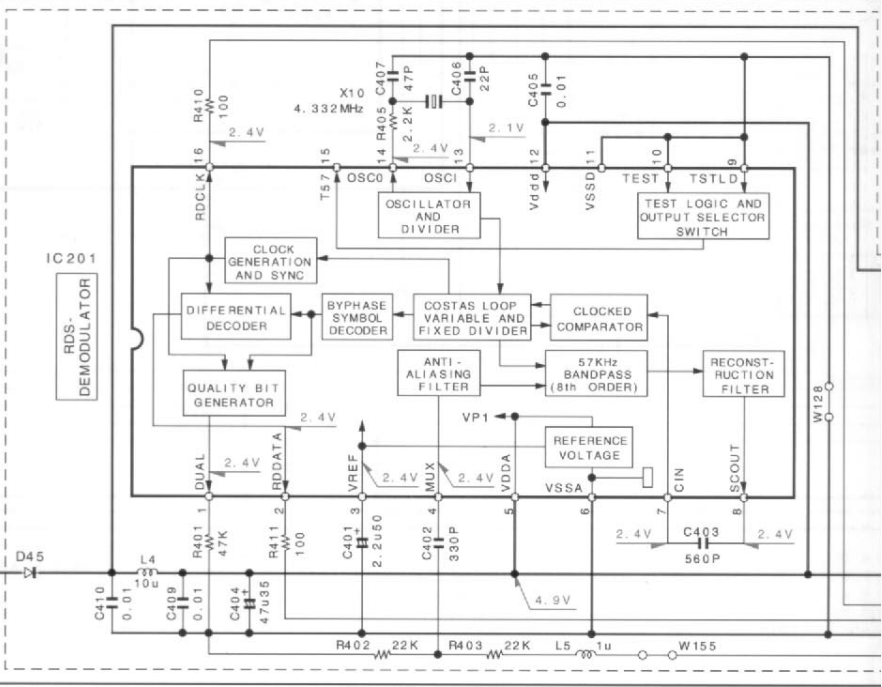 C407
47P
C406
22P
C405
0.01
X10
4.332MHz
R410
100
R405
2.2K
2.4V
2.4V
2.1V
16
15
14
13
12
11
10
9
RDCLK
T57
OSC0
OSCI
Vddd
VSSD
TEST
TSTLD
OSCILLATOR
AND
DIVIDER
TEST LOGIC AND
OUTPUT SELECTOR
SWITCH
IC201
RDS-
DEMODULATOR
CLOCK
GENERATION
AND SYNC
DIFFERENTIAL
DECODER
BYPHASE
SYMBOL
DECODER
COSTAS LOOP
VARIABLE AND
FIXED DIVIDER
CLOCKED
COMPARATOR
QUALITY BIT
GENERATOR
ANTI-
ALIASING
FILTER
57KHz
BANDPASS
(8th ORDER)
RECONST-
RUCTION
FILTER
W128
VP1
REFERENCE
VOLTAGE
2.4V
2.4V
2.4V
2.4V
DUAL
RDDATA
VREF
MUX
VDDA
VSSA
CIN
SCOUT
1
2
3
4
5
6
7
8
R401
47K
R411
100
C401
+
2.2u50
C402
330P
2.4V
C403
560P
2.4V
D45
L4
10u
C410
0.01
C409
0.01
C404
+
47u35
4.9V
R402
22K
R403
22K
L5
1u
W155